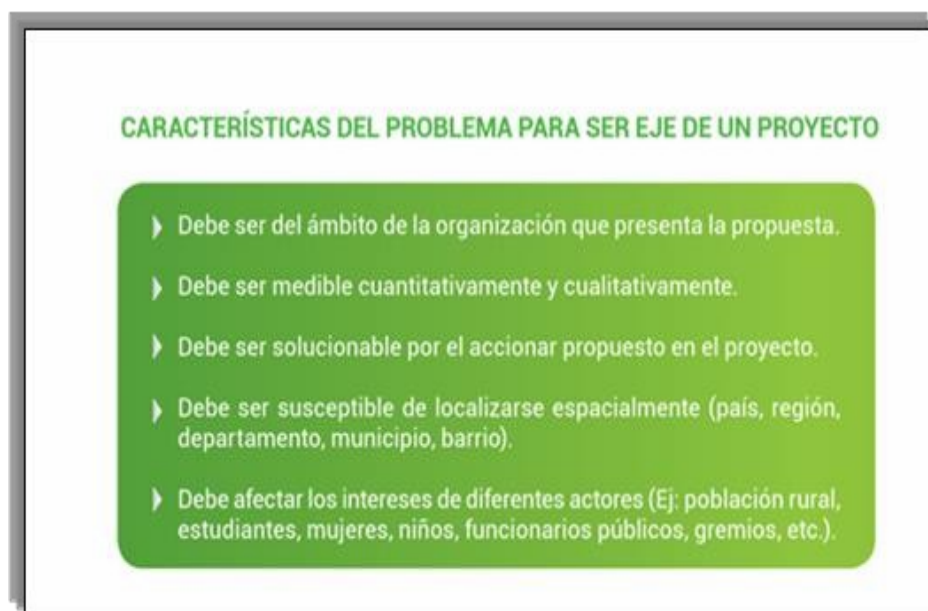 CARACTERÍSTICAS DEL PROBLEMA PARA SER EJE DE UN PROYECTO
Debe ser del ámbito de la organización que presenta la propuesta.
Debe ser medible cuantitativamente y cualitativamente.
Debe ser solucionable por el accionar propuesto en el proyecto.
Debe ser susceptible de localizarse espacialmente (país, región,
departamento, municipio, barrio).
Debe afectar los intereses de diferentes actores (Ej: población rural,
estudiantes, mujeres, niños, funcionarios públicos, gremios, etc.).